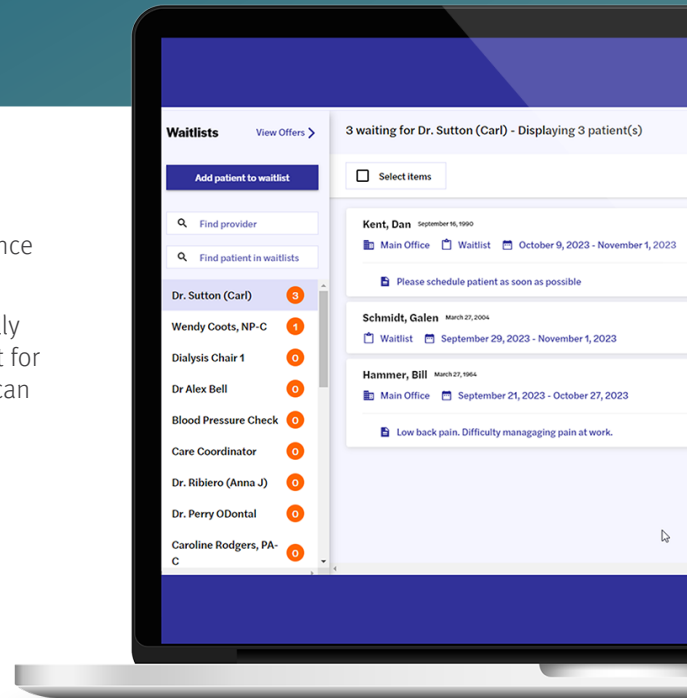 nce
ly
t for
can
Waitlists
View Offers
Add patient to waitlist
Find provider
Find patient in waitlists
Dr. Sutton (Carl) 3
Wendy Coots, NP-C 1
Dialysis Chair 1 0
Dr Alex Bell 0
Blood Pressure Check 0
Care Coordinator 0
Dr. Ribiero (Anna J) 0
Dr. Perry ODontal 0
Caroline Rodgers, PA-
C 0
3 waiting for Dr. Sutton (Carl) - Displaying 3 patient(s)
Select items
Kent, Dan September 16, 1990
Main Office Waitlist October 9, 2023 - November 1, 2023
Please schedule patient as soon as possible
Schmidt, Galen March 27, 2004
Waitlist September 29, 2023 - November 1, 2023
Hammer, Bill March 27, 1964
Main Office September 21, 2023 - October 27, 2023
Low back pain. Difficulty managaging pain at work.